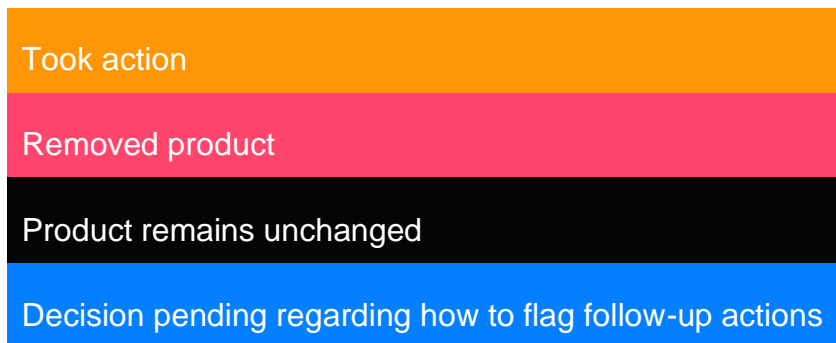 Took action
Removed product
Product remains unchanged
Decision pending regarding how to flag follow-up actions